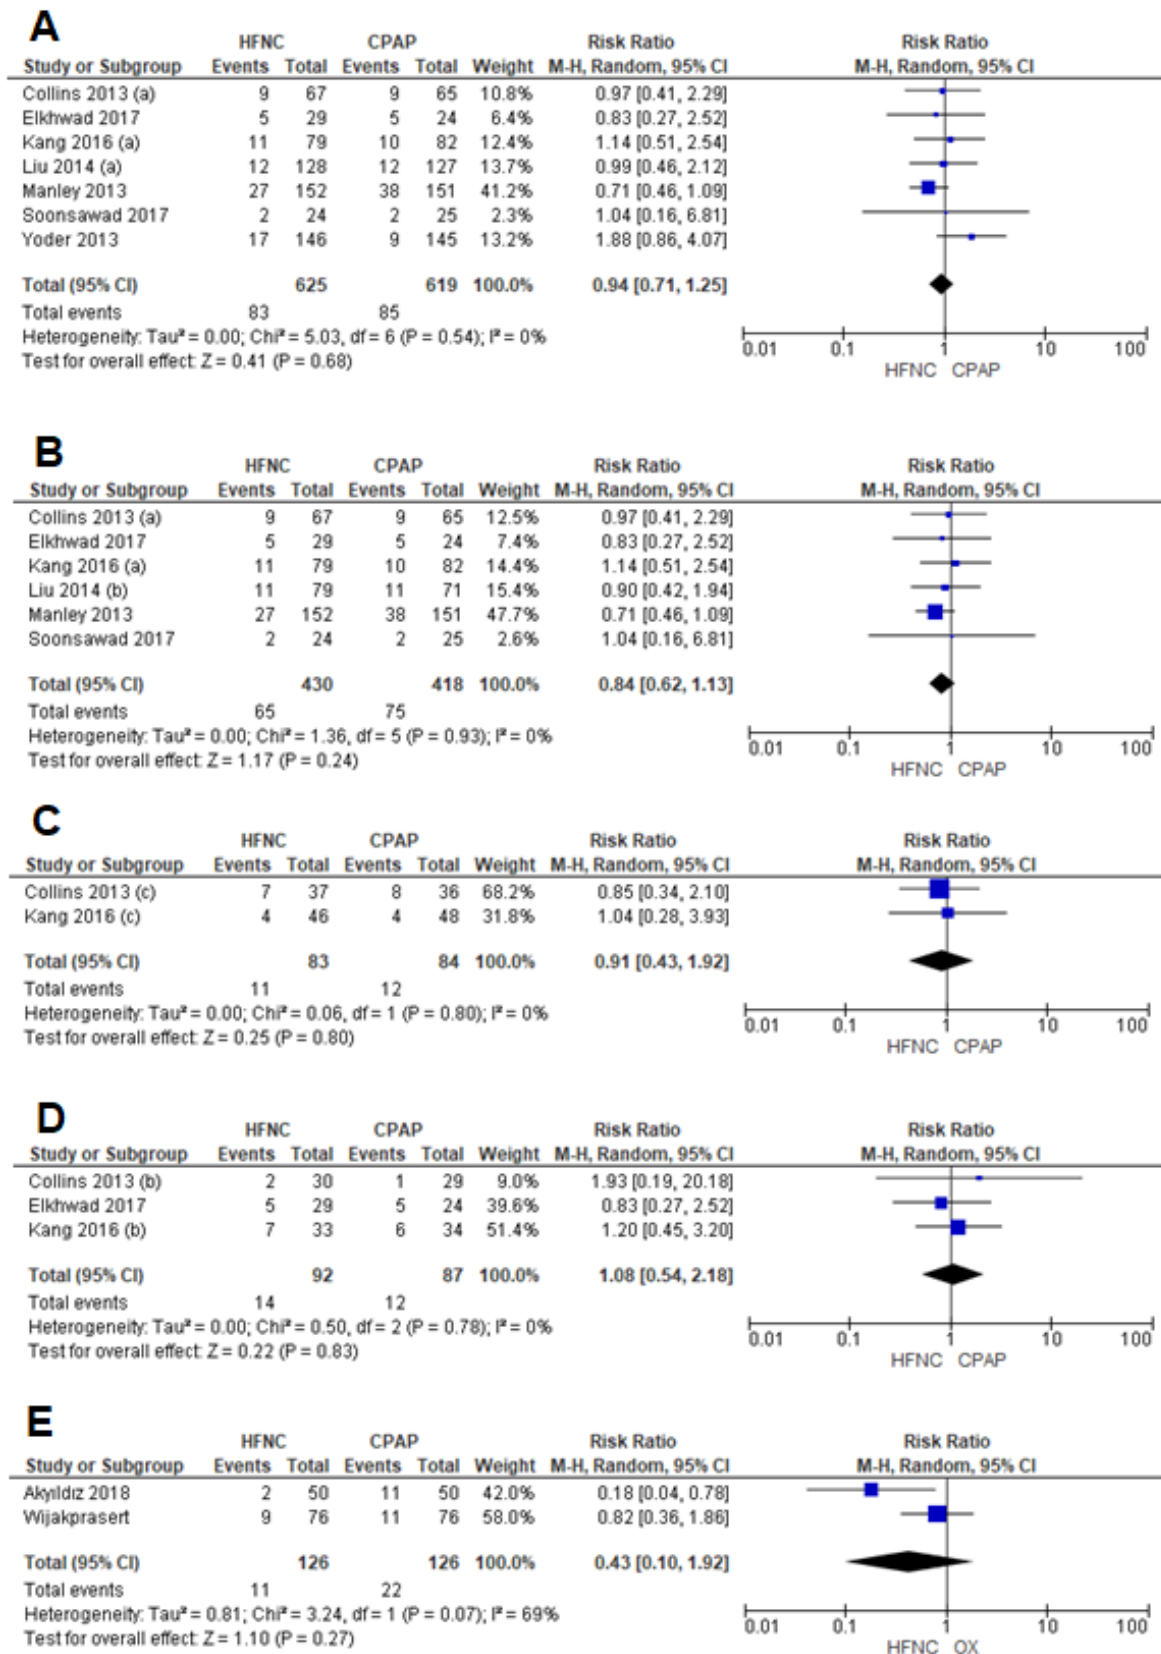 A
HFNC CPAP Risk Ratio Risk Ratio
Study or Subgroup Events Total Events Total Weight M-H, Random, 95% CI M-H, Random, 95% CI
Collins 2013 (a) 9 67 9 65 10.8% 0.97 [0.41, 2.29]
Elkhwad 2017 5 29 5 24 6.4% 0.83 [0.27, 2.52]
Kang 2016 (a) 11 79 10 82 12.4% 1.14 [0.51, 2.54]
Liu 2014 (a) 12 128 12 127 13.7% 0.99 [0.46, 2.12]
Manley 2013 27 152 38 151 41.2% 0.71 [0.46, 1.09]
Soonsawad 2017 2 24 2 25 2.3% 1.04 [0.16, 6.81]
Yoder 2013 17 146 9 145 13.2% 1.88 [0.86, 4.07]
Total (95% CI) 625 619 100.0% 0.94 [0.71, 1.25]
Total events 83 85
Heterogeneity: Tau² = 0.00; Chi² = 5.03, df = 6 (P = 0.54); I² = 0%
Test for overall effect: Z = 0.41 (P = 0.68)
0.01 0.1 1 10 100
HFNC CPAP
B
HFNC CPAP Risk Ratio Risk Ratio
Study or Subgroup Events Total Events Total Weight M-H, Random, 95% CI M-H, Random, 95% CI
Collins 2013 (a) 9 67 9 65 12.5% 0.97 [0.41, 2.29]
Elkhwad 2017 5 29 5 24 7.4% 0.83 [0.27, 2.52]
Kang 2016 (a) 11 79 10 82 14.4% 1.14 [0.51, 2.54]
Liu 2014 (b) 11 79 11 71 15.4% 0.90 [0.42, 1.94]
Manley 2013 27 152 38 151 47.7% 0.71 [0.46, 1.09]
Soonsawad 2017 2 24 2 25 2.6% 1.04 [0.16, 6.81]
Total (95% CI) 430 418 100.0% 0.84 [0.62, 1.13]
Total events 65 75
Heterogeneity: Tau² = 0.00; Chi² = 1.36, df = 5 (P = 0.93); I² = 0%
Test for overall effect: Z = 1.17 (P = 0.24)
0.01 0.1 1 10 100
HFNC CPAP
C
HFNC CPAP Risk Ratio Risk Ratio
Study or Subgroup Events Total Events Total Weight M-H, Random, 95% CI M-H, Random, 95% CI
Collins 2013 (c) 7 37 8 36 68.2% 0.85 [0.34, 2.10]
Kang 2016 (c) 4 46 4 48 31.8% 1.04 [0.28, 3.93]
Total (95% CI) 83 84 100.0% 0.91 [0.43, 1.92]
Total events 11 12
Heterogeneity: Tau² = 0.00; Chi² = 0.06, df = 1 (P = 0.80); I² = 0%
Test for overall effect: Z = 0.25 (P = 0.80)
0.01 0.1 1 10 100
HFNC CPAP
D
HFNC CPAP Risk Ratio Risk Ratio
Study or Subgroup Events Total Events Total Weight M-H, Random, 95% CI M-H, Random, 95% CI
Collins 2013 (b) 2 30 1 29 9.0% 1.93 [0.19, 20.18]
Elkhwad 2017 5 29 5 24 39.6% 0.83 [0.27, 2.52]
Kang 2016 (b) 7 33 6 34 51.4% 1.20 [0.45, 3.20]
Total (95% CI) 92 87 100.0% 1.08 [0.54, 2.18]
Total events 14 12
Heterogeneity: Tau² = 0.00; Chi² = 0.50, df = 2 (P = 0.78); I² = 0%
Test for overall effect: Z = 0.22 (P = 0.83)
0.01 0.1 1 10 100
HFNC CPAP
E
HFNC CPAP Risk Ratio Risk Ratio
Study or Subgroup Events Total Events Total Weight M-H, Random, 95% CI M-H, Random, 95% CI
Akyıldız 2018 2 50 11 50 42.0% 0.18 [0.04, 0.78]
Wijakprasert 9 76 11 76 58.0% 0.82 [0.36, 1.86]
Total (95% CI) 126 126 100.0% 0.43 [0.10, 1.92]
Total events 11 22
Heterogeneity: Tau² = 0.81; Chi² = 3.24, df = 1 (P = 0.07); I² = 69%
Test for overall effect: Z = 1.10 (P = 0.27)
0.01 0.1 1 10 100
HFNC OX